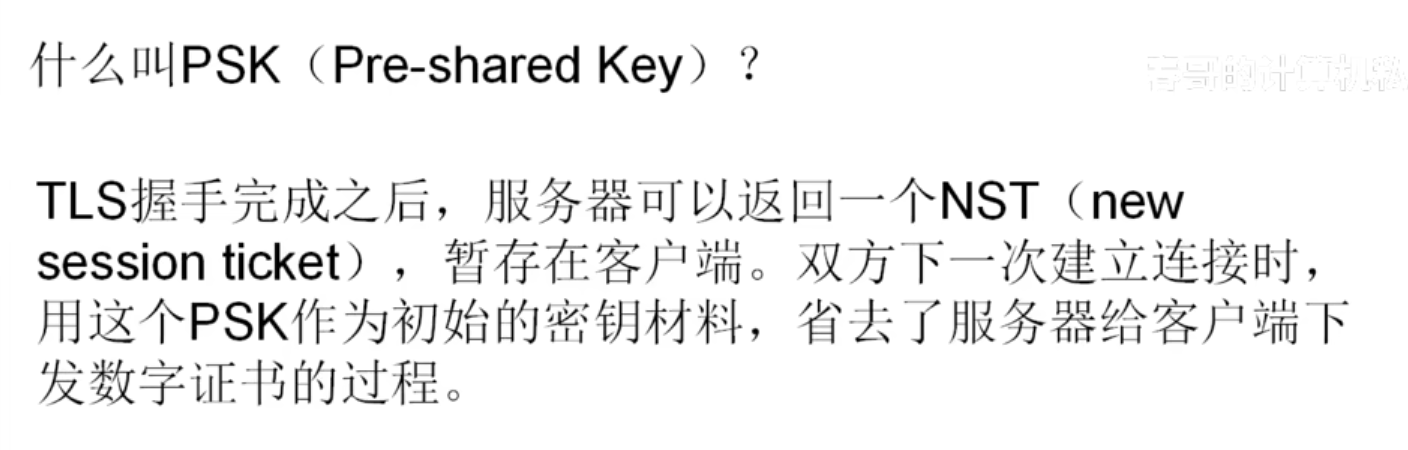 什么叫PSK（Pre-shared Key）？
春哥的计算机
TLS握手完成之后，服务器可以返回一个NST（new
session ticket），暂存在客户端。双方下一次建立连接时，
用这个PSK作为初始的密钥材料，省去了服务器给客户端下
发数字证书的过程。